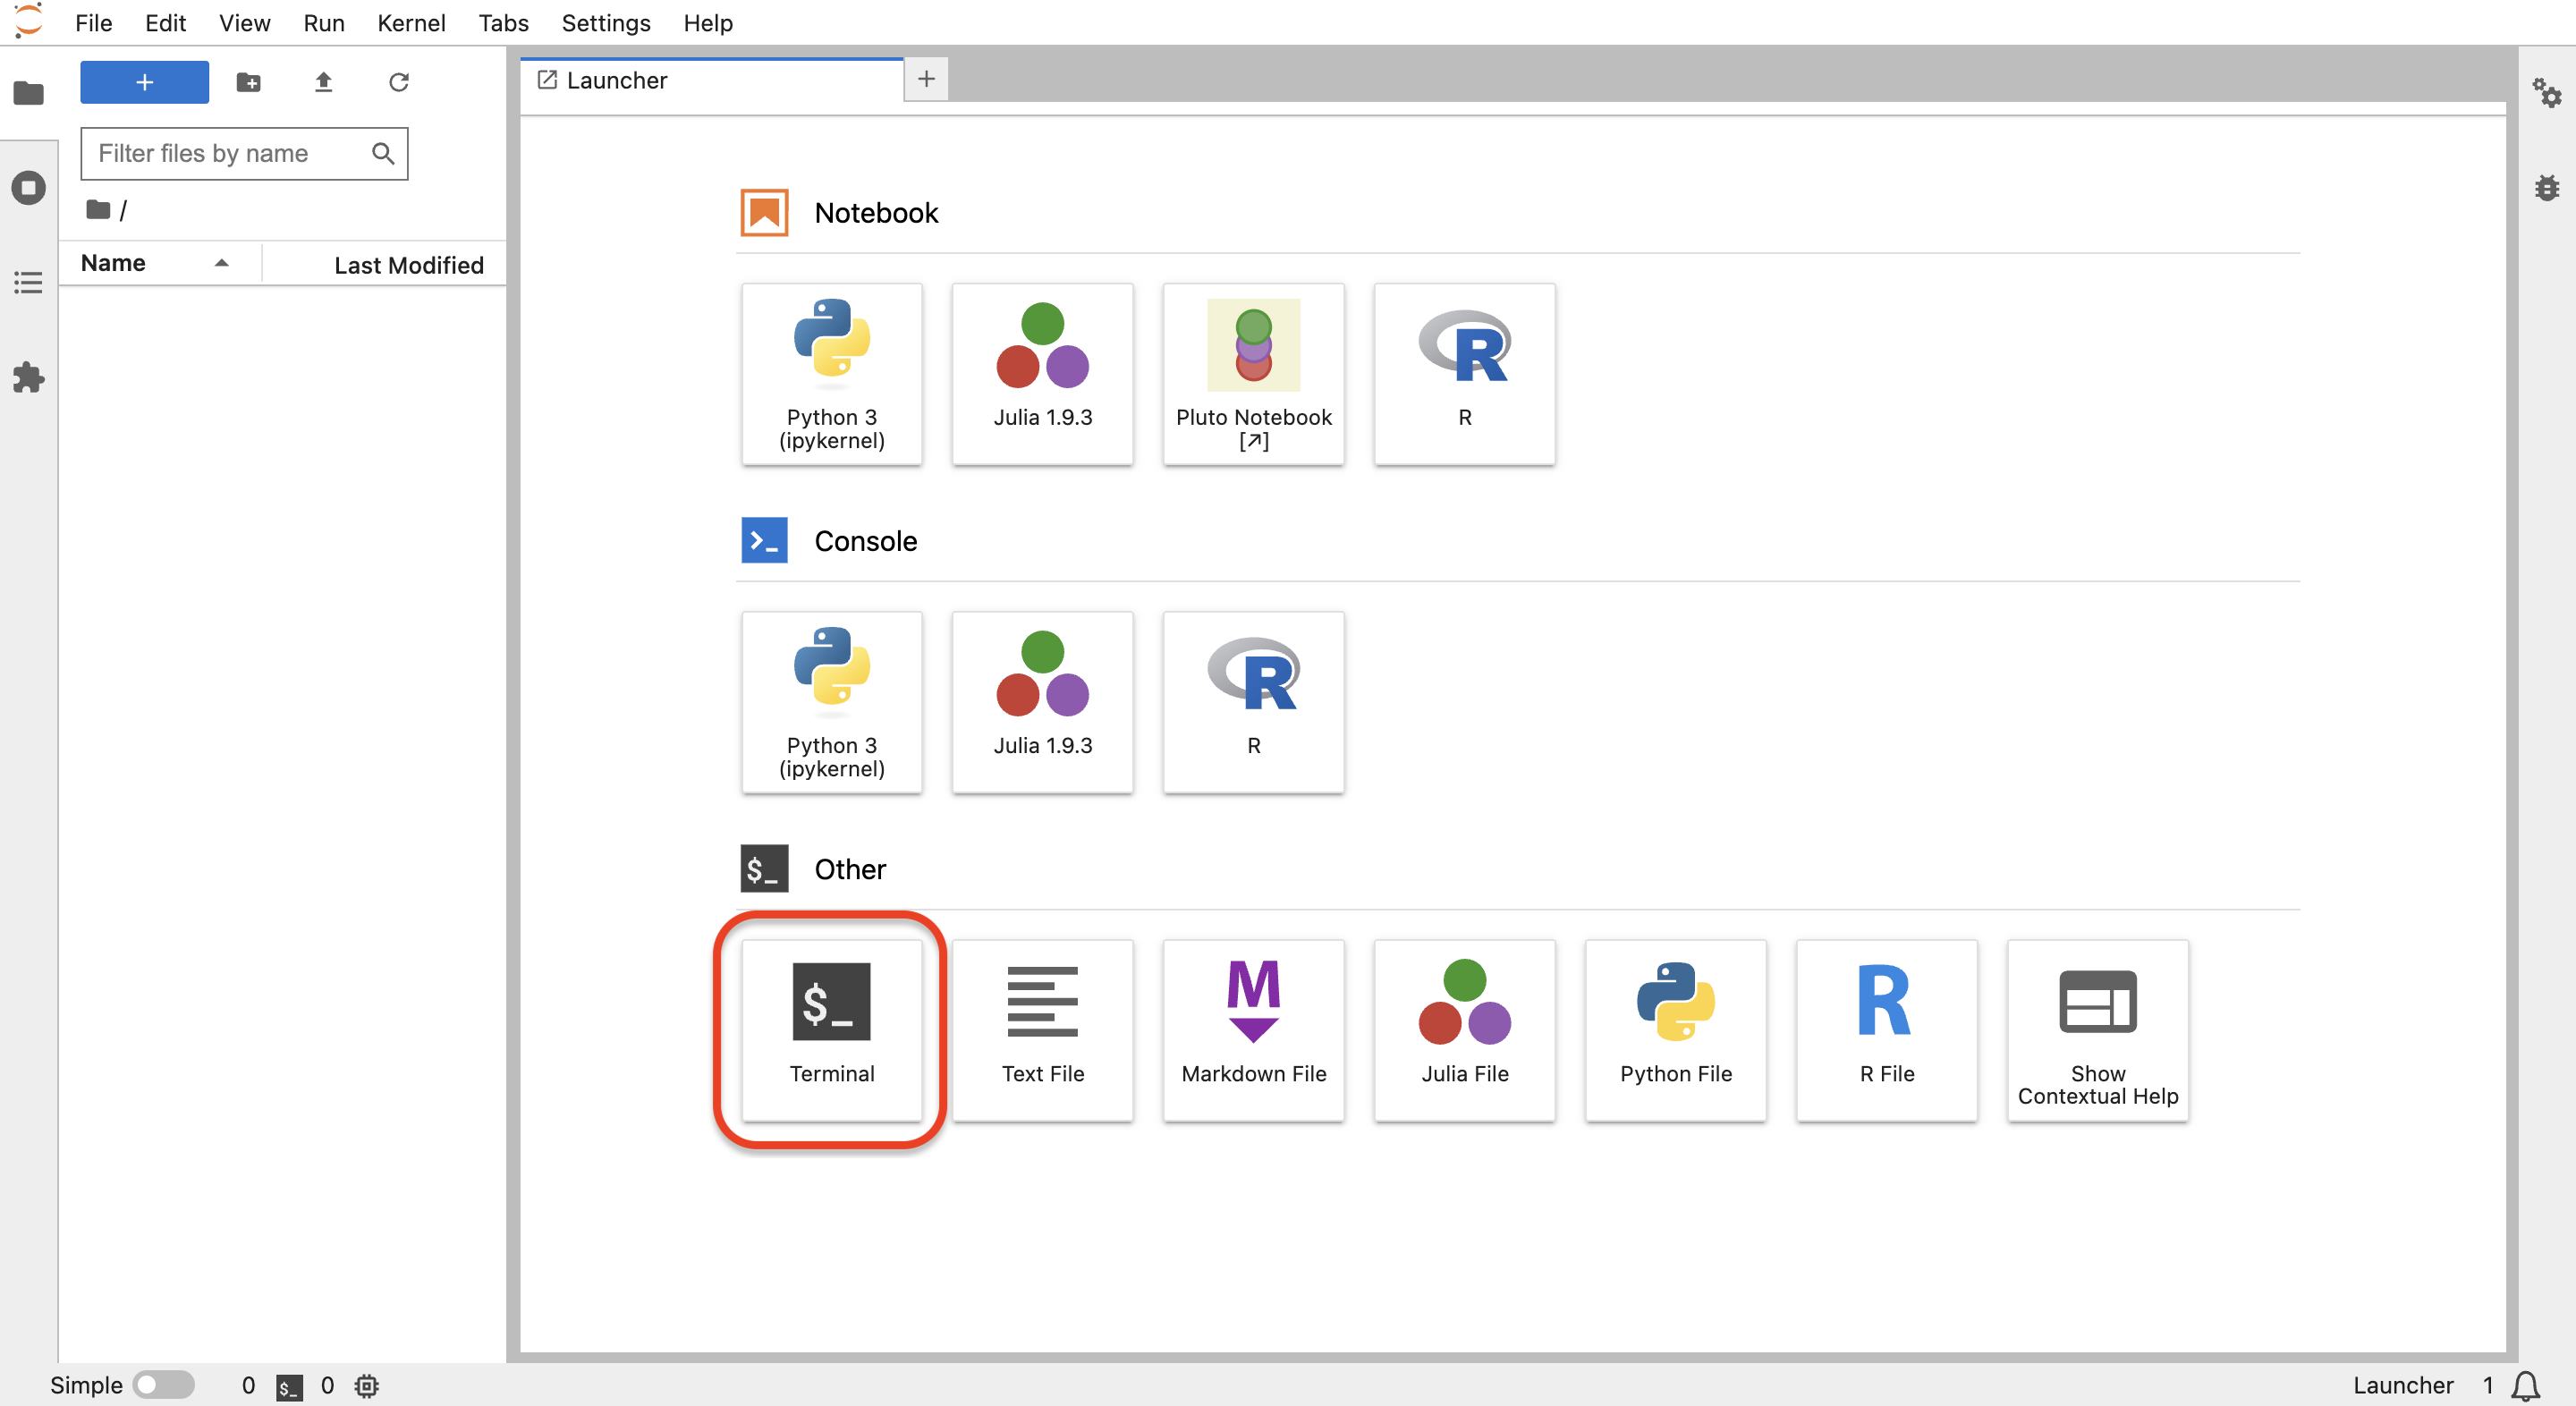 File Edit View Run Kernel Tabs Settings Help
+
Filter files by name
/
Name Last Modified
Launcher +
Notebook
Python 3
(ipykernel)
Julia 1.9.3
Pluto Notebook
[↗]
R
>_ Console
Python 3
(ipykernel)
Julia 1.9.3
R
$_ Other
$_
Terminal
Text File
M
Markdown File
Julia File
Python File
R
R File
Show
Contextual Help
Simple 0 $_ 0
Launcher 1